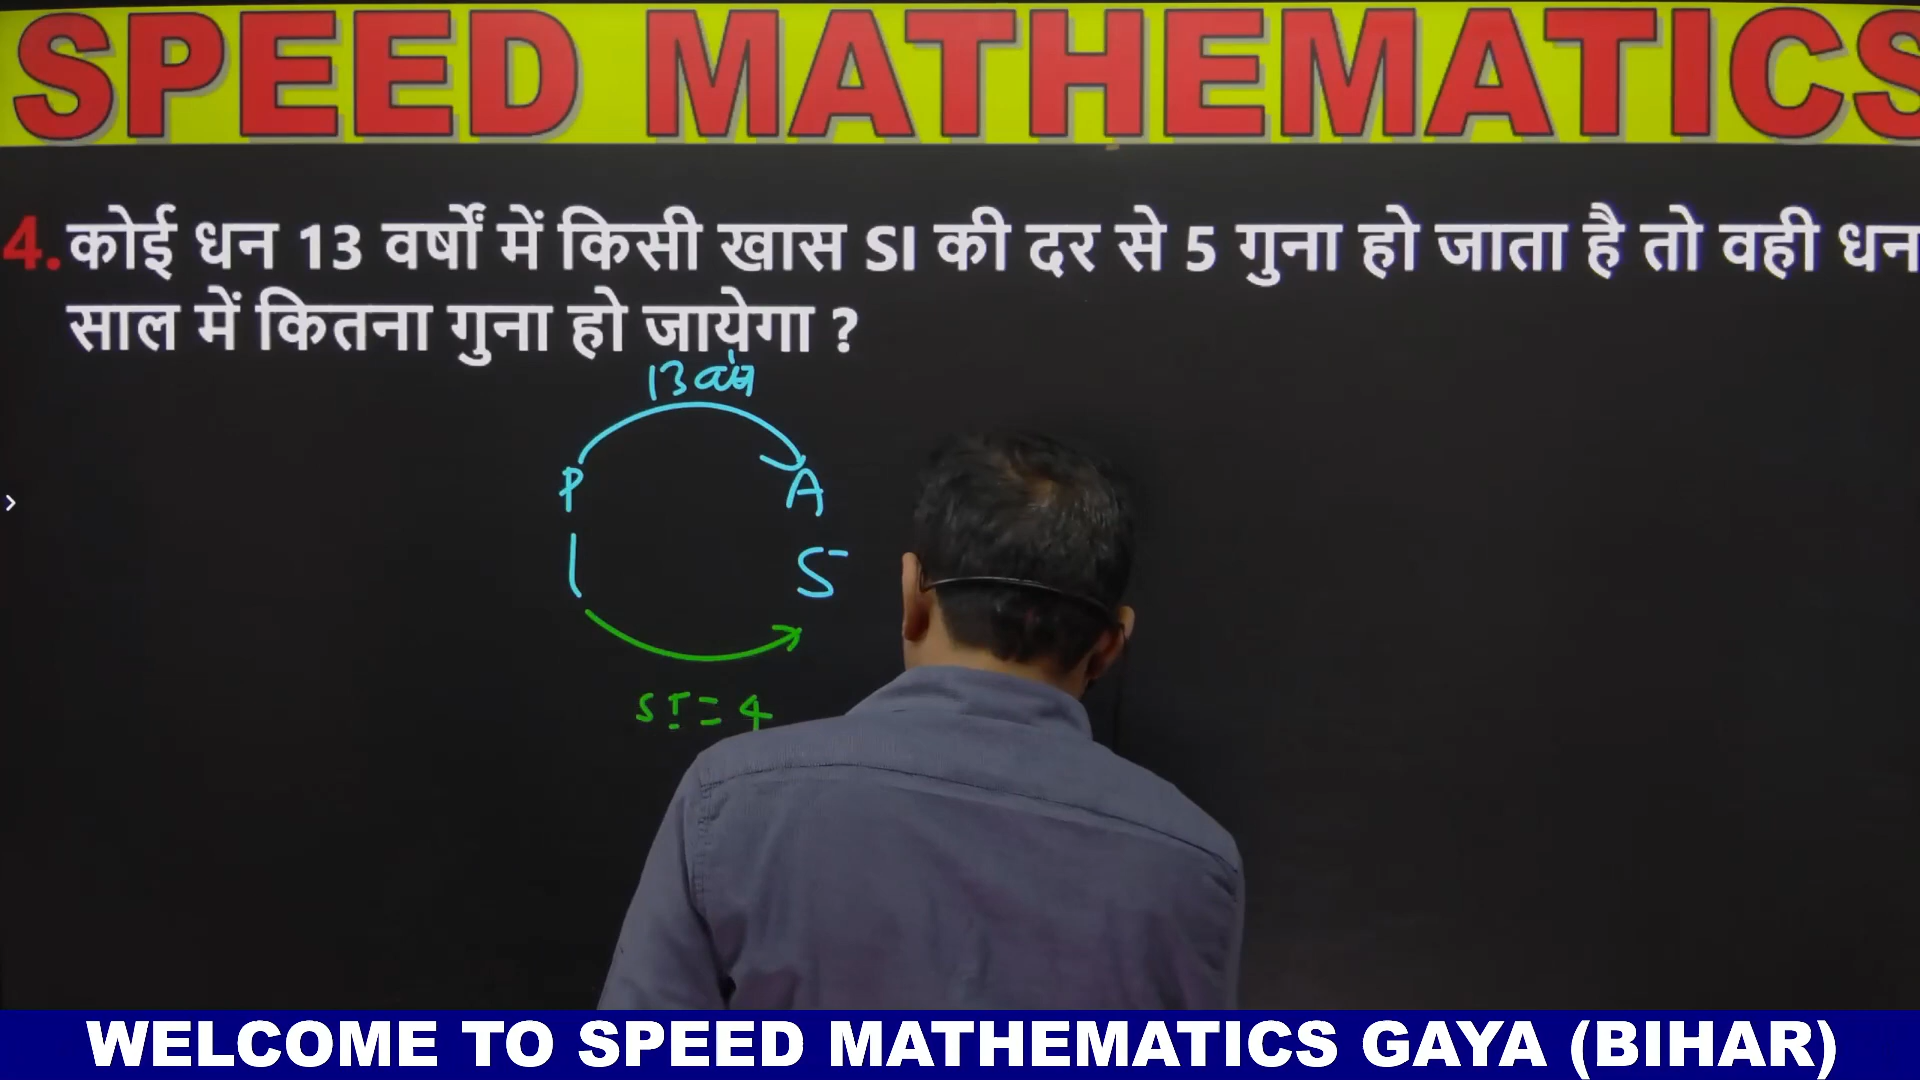 SPEED MATHEMATICS
4. कोई धन 13 वर्षों में किसी खास SI की दर से 5 गुना हो जाता है तो वही धन
साल में कितना गुना हो जायेगा ?
13 वर्ष
P A
1 5
SI = 4
WELCOME TO SPEED MATHEMATICS GAYA (BIHAR)